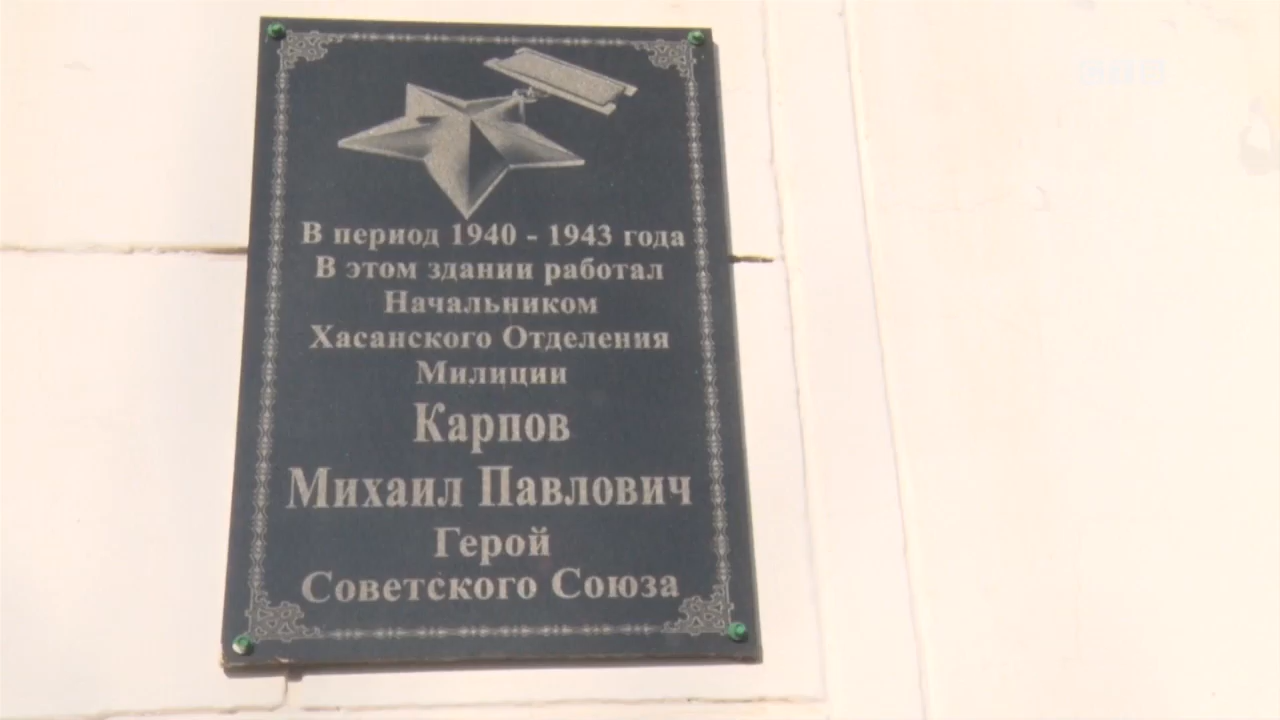 В период 1940 - 1943 года
В этом здании работал
Начальником
Хасанского Отделения
Милиции
Карпов
Михаил Павлович
Герой
Советского Союза